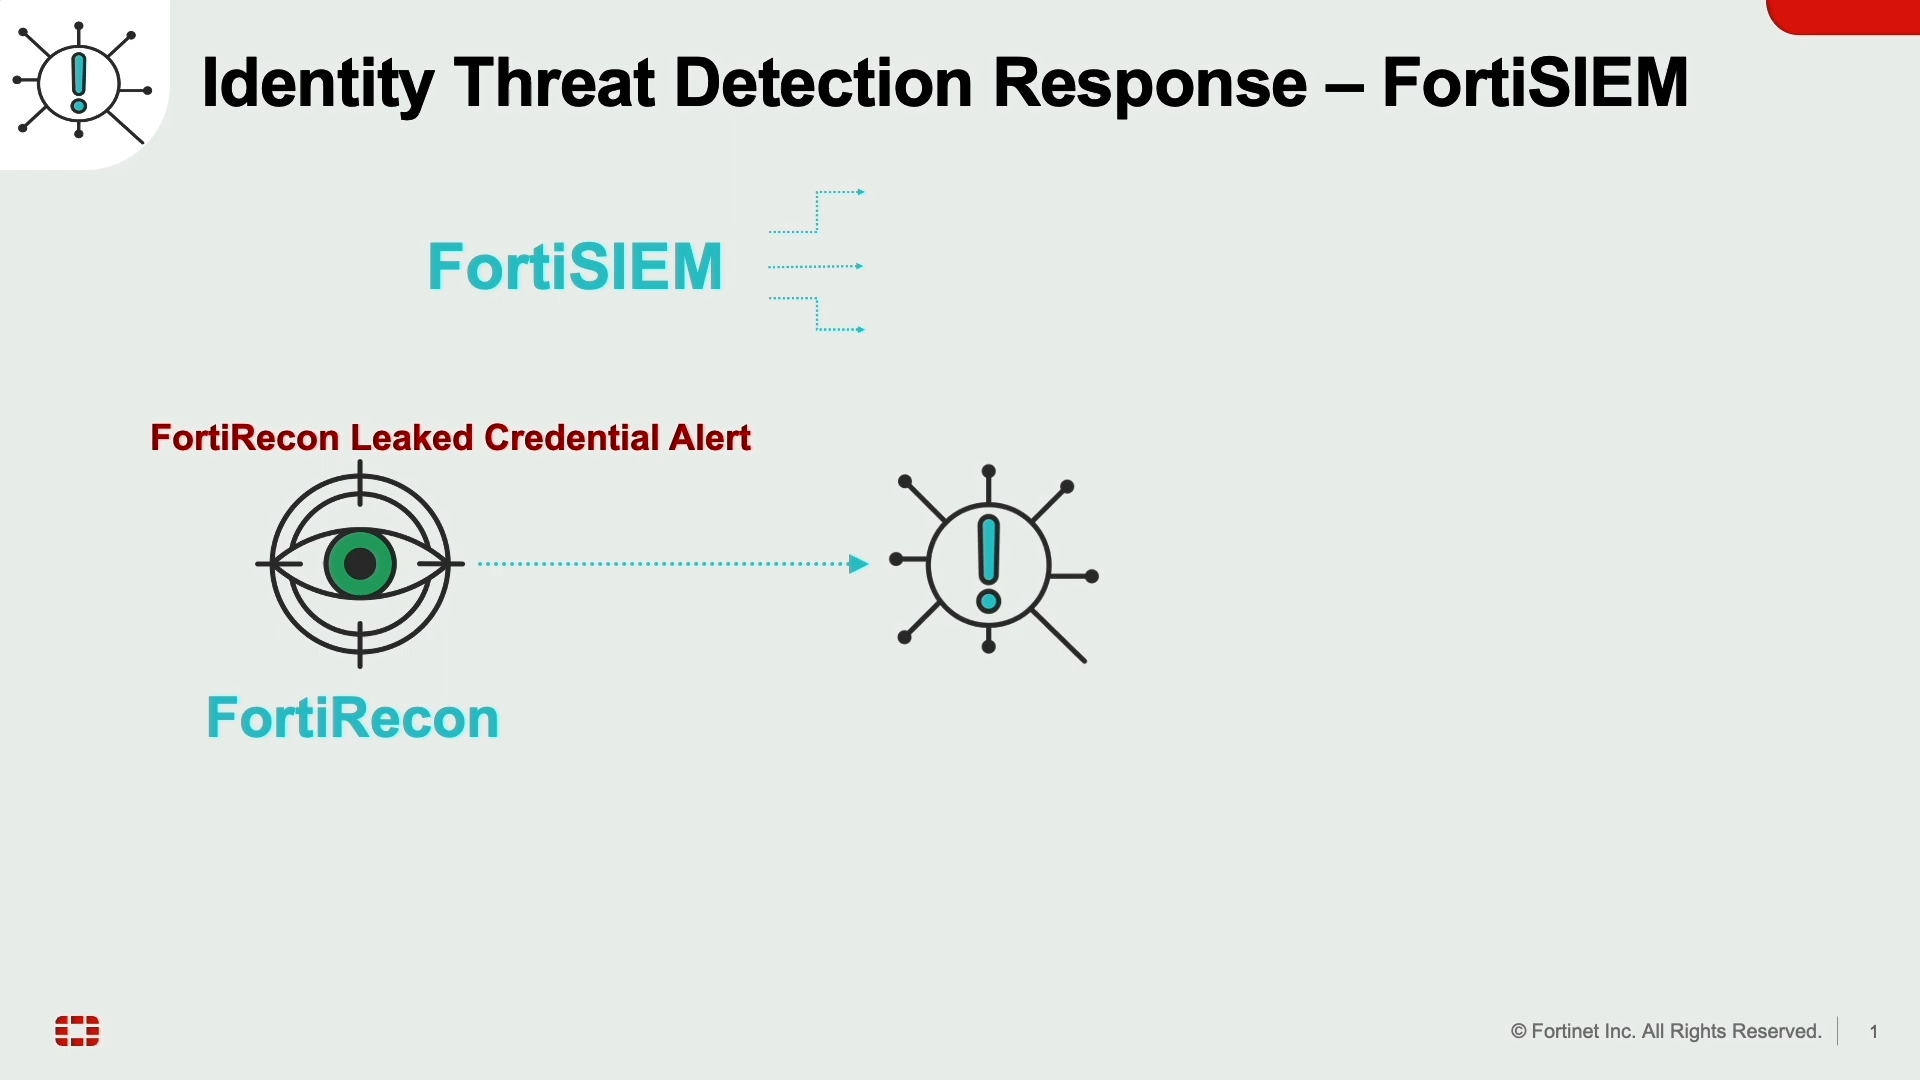 Identity Threat Detection Response – FortiSIEM
FortiSIEM
FortiRecon Leaked Credential Alert
FortiRecon
© Fortinet Inc. All Rights Reserved.
1